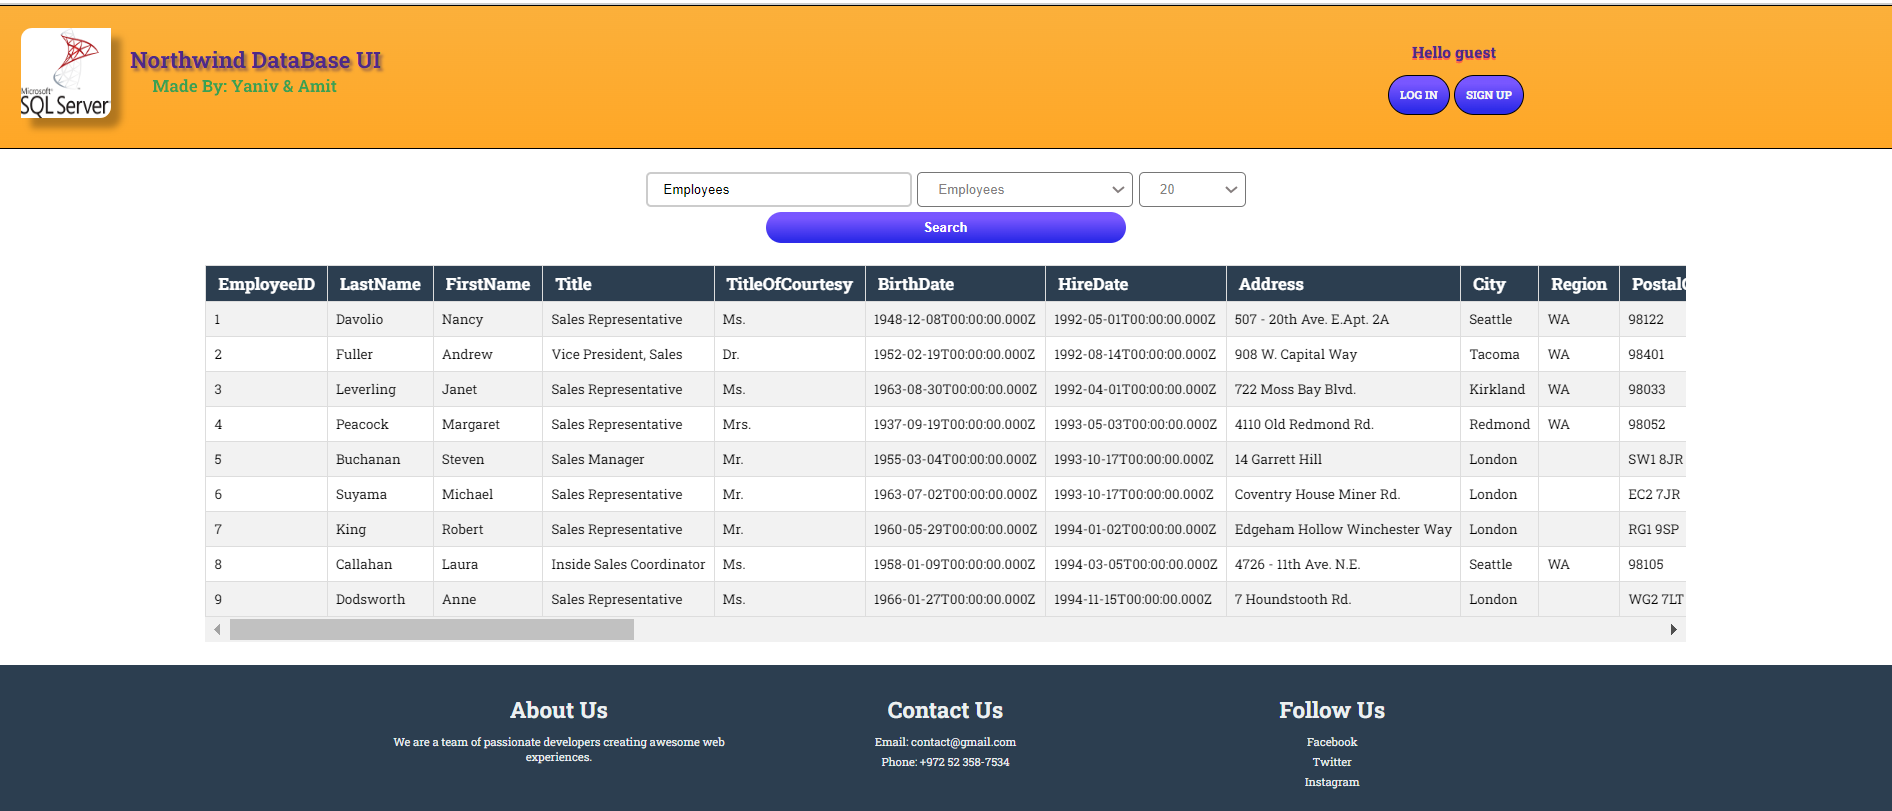 Microsoft®
SQL Server
Northwind DataBase UI
Made By: Yaniv & Amit
Hello guest
LOG IN SIGN UP
Employees Employees 20
Search
EmployeeID LastName FirstName Title TitleOfCourtesy BirthDate HireDate Address City Region Postal
1 Davolio Nancy Sales Representative Ms. 1948-12-08T00:00:00.000Z 1992-05-01T00:00:00.000Z 507 - 20th Ave. E.Apt. 2A Seattle WA 98122
2 Fuller Andrew Vice President, Sales Dr. 1952-02-19T00:00:00.000Z 1992-08-14T00:00:00.000Z 908 W. Capital Way Tacoma WA 98401
3 Leverling Janet Sales Representative Ms. 1963-08-30T00:00:00.000Z 1992-04-01T00:00:00.000Z 722 Moss Bay Blvd. Kirkland WA 98033
4 Peacock Margaret Sales Representative Mrs. 1937-09-19T00:00:00.000Z 1993-05-03T00:00:00.000Z 4110 Old Redmond Rd. Redmond WA 98052
5 Buchanan Steven Sales Manager Mr. 1955-03-04T00:00:00.000Z 1993-10-17T00:00:00.000Z 14 Garrett Hill London SW1 8JR
6 Suyama Michael Sales Representative Mr. 1963-07-02T00:00:00.000Z 1993-10-17T00:00:00.000Z Coventry House Miner Rd. London EC2 7JR
7 King Robert Sales Representative Mr. 1960-05-29T00:00:00.000Z 1994-01-02T00:00:00.000Z Edgeham Hollow Winchester Way London RG1 9SP
8 Callahan Laura Inside Sales Coordinator Ms. 1958-01-09T00:00:00.000Z 1994-03-05T00:00:00.000Z 4726 - 11th Ave. N.E. Seattle WA 98105
9 Dodsworth Anne Sales Representative Ms. 1966-01-27T00:00:00.000Z 1994-11-15T00:00:00.000Z 7 Houndstooth Rd. London WG2 7LT
About Us
We are a team of passionate developers creating awesome web
experiences.
Contact Us
Email: contact@gmail.com
Phone: +972 52 358-7534
Follow Us
Facebook
Twitter
Instagram